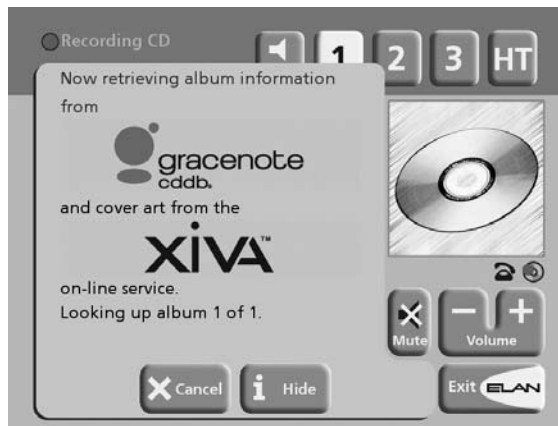 Recording CD
1 2 3 HT
Now retrieving album information
from
gracenote
cddb.
and cover art from the
XIVA™
on-line service.
Looking up album 1 of 1.
Mute
Volume
Cancel
i Hide
Exit ELAN